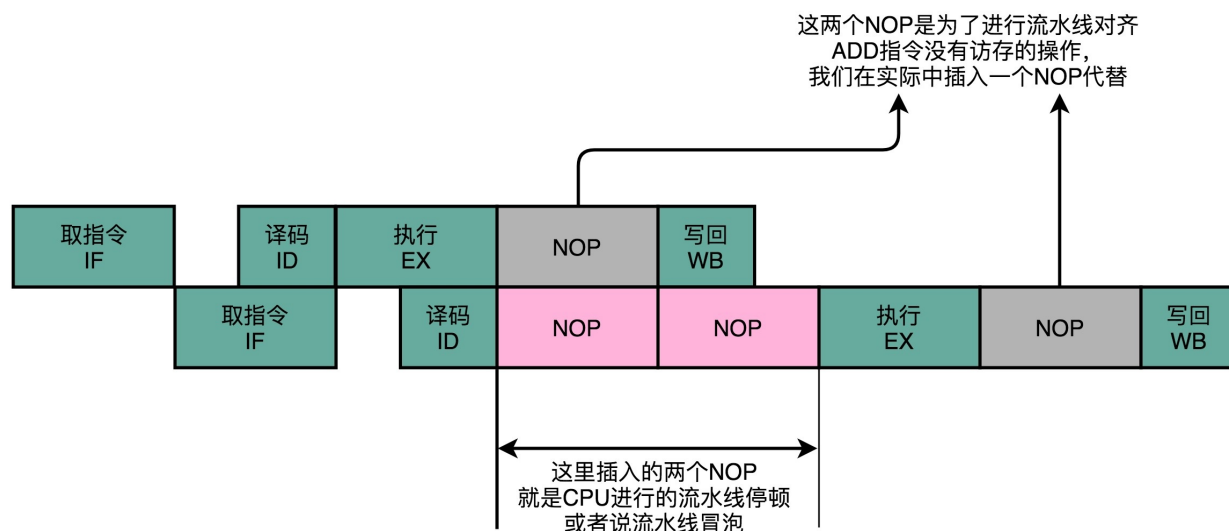 这两个NOP是为了进行流水线对齐
ADD指令没有访存的操作，
我们在实际中插入一个NOP代替
取指令
IF
译码
ID
执行
EX
NOP
写回
WB
取指令
IF
译码
ID
NOP
NOP
执行
EX
NOP
写回
WB
这里插入的两个NOP
就是CPU进行的流水线停顿
或者说流水线冒泡